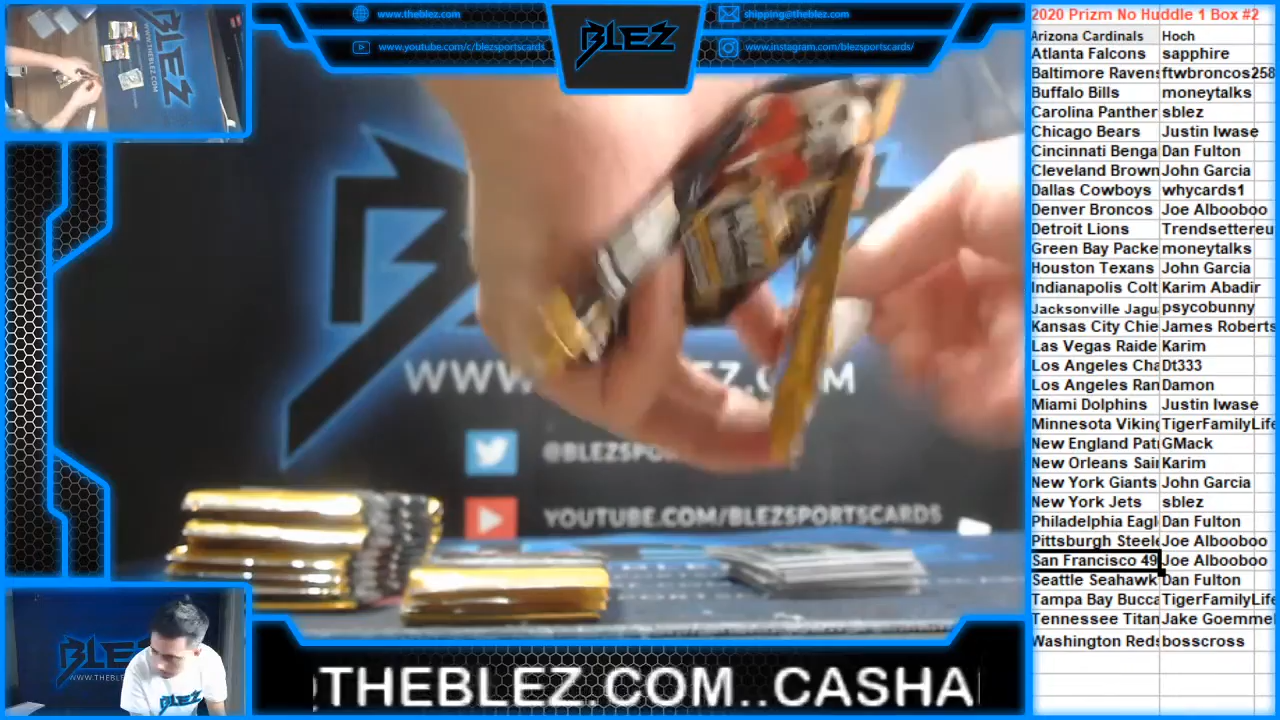 www.theblez.com
shipping@theblez.com
www.youtube.com/c/blezsportscards
www.instagram.com/blezsportscards/
BLEZ
2020 Prizm No Huddle 1 Box #2
Arizona Cardinals Hoch
Atlanta Falcons sapphire
Baltimore Ravens ftwbroncos258
Buffalo Bills moneytalks
Carolina Panther sblez
Chicago Bears Justin Iwase
Cincinnati Benga Dan Fulton
Cleveland Brown John Garcia
Dallas Cowboys whycards1
Denver Broncos Joe Albooboo
Detroit Lions Trendsettereu
Green Bay Packe moneytalks
Houston Texans John Garcia
Indianapolis Colt Karim Abadir
Jacksonville Jagu psycobunny
Kansas City Chie James Roberts
Las Vegas Raide Karim
Los Angeles Cha Dt333
Los Angeles Ran Damon
Miami Dolphins Justin Iwase
Minnesota Viking TigerFamilyLife
New England Pat GMack
New Orleans Sai Karim
New York Giants John Garcia
New York Jets sblez
Philadelphia Eagl Dan Fulton
Pittsburgh Steele Joe Albooboo
San Francisco 49 Joe Albooboo
Seattle Seahawk Dan Fulton
Tampa Bay Bucca TigerFamilyLife
Tennessee Titan Jake Goemme
Washington Reds bosscross
WWW. EZ.COM
@BLEZSPO
YOUTUBE.COM/BLEZSPORTSCARDS
THEBLEZ.COM..CASHA